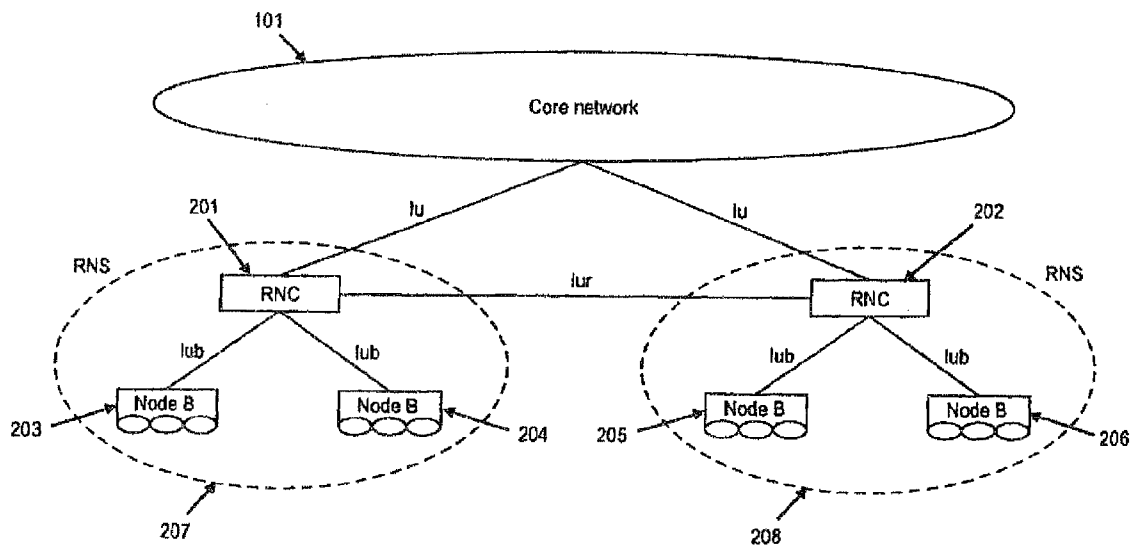 101
Core network
201
Iu
Iu
202
RNS
RNS
RNC
Iur
RNC
Iub
Iub
Iub
Iub
Node B
Node B
Node B
Node B
203
204
205
206
207
208